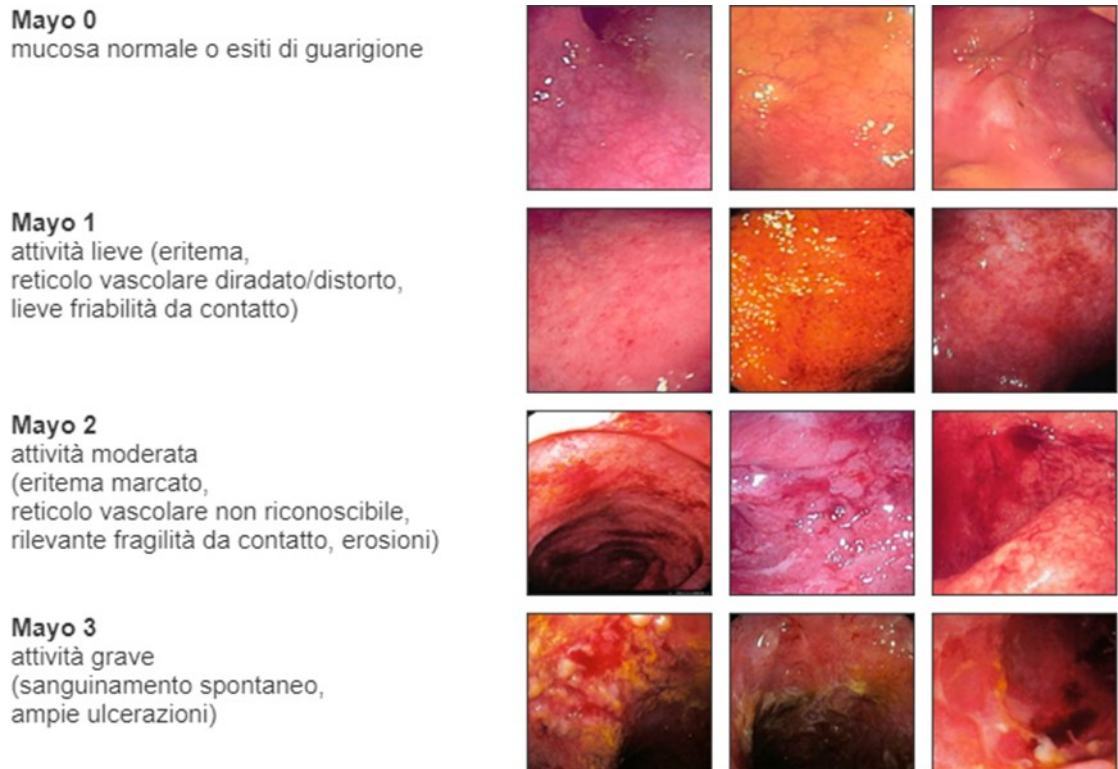 Mayo 0
mucosa normale o esiti di guarigione
Mayo 1
attività lieve (eritema,
reticolo vascolare diradato/distorto,
lieve friabilità da contatto)
Mayo 2
attività moderata
(eritema marcato,
reticolo vascolare non riconoscibile,
rilevante fragilità da contatto, erosioni)
Mayo 3
attività grave
(sanguinamento spontaneo,
ampie ulcerazioni)